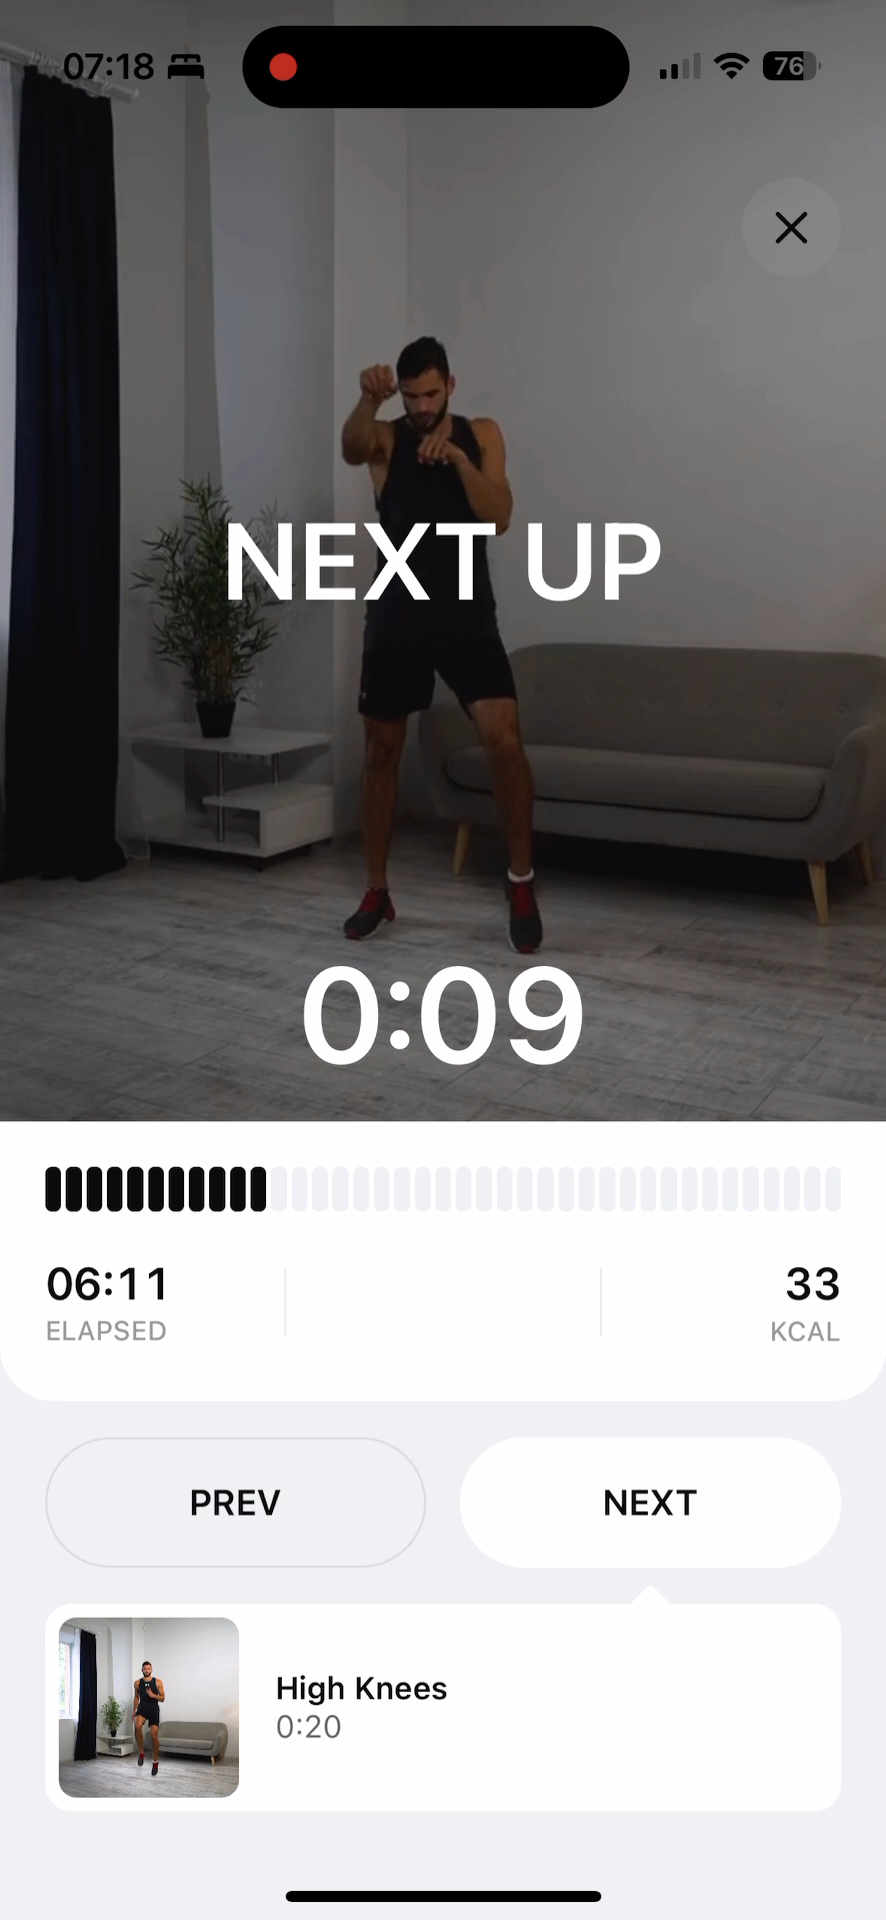 07:18
76
NEXT UP
0:09
06:11
ELAPSED
33
KCAL
PREV
NEXT
High Knees
0:20